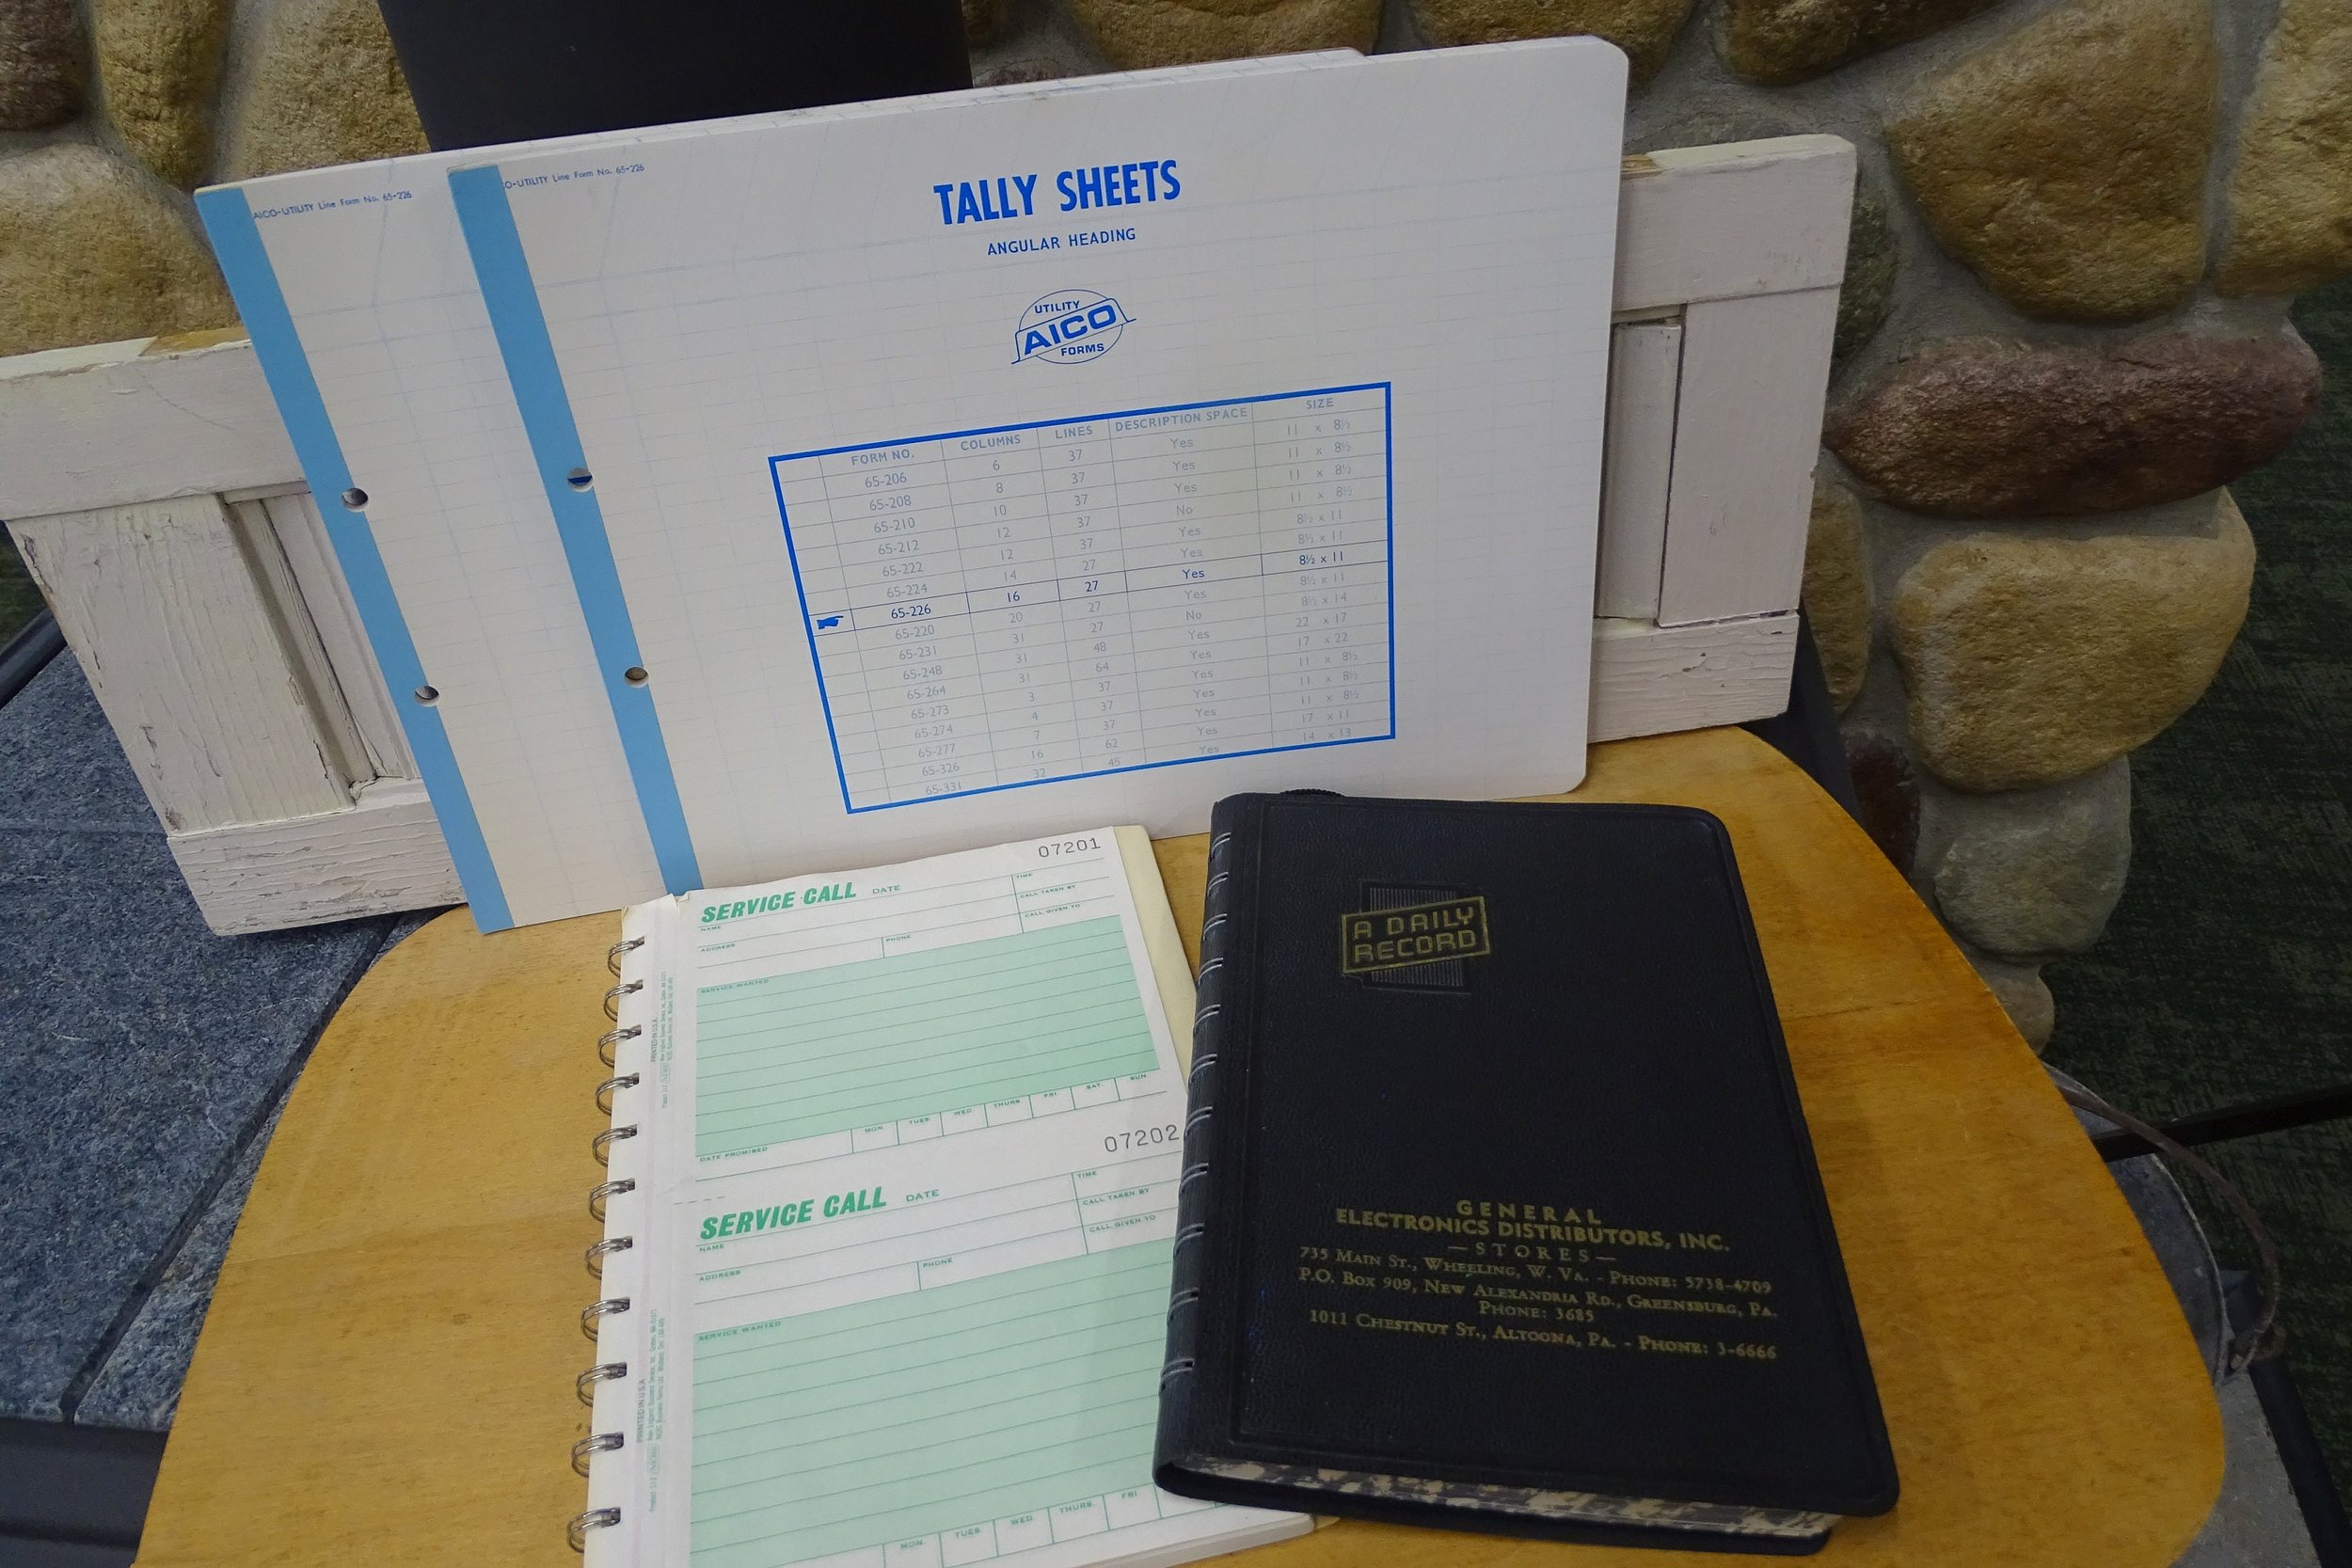 AICO-UTILITY Line Form No. 65-226
O-UTILITY Line Form No. 65-226
TALLY SHEETS
ANGULAR HEADING
UTILITY
AICO
FORMS
FORM NO. COLUMNS LINES DESCRIPTION SPACE SIZE
65-206 6 37 Yes 11 x 8½
65-208 8 37 Yes 11 x 8½
65-210 10 37 Yes 11 x 8½
65-212 12 37 No 11 x 8½
65-222 12 37 Yes 8½ x 11
65-224 14 27 Yes 8½ x 11
65-226 16 27 Yes 8½ x 11
65-220 20 27 Yes 8½ x 11
65-231 31 27 No 8½ x 14
65-248 31 48 Yes 22 x 17
65-264 31 64 Yes 17 x 22
65-273 3 37 Yes 11 x 8½
65-274 4 37 Yes 11 x 8½
65-277 7 37 Yes 11 x 8½
65-326 16 62 Yes 17 x 11
65-331 32 45 Yes 14 x 13
07201
SERVICE CALL DATE TIME
NAME CALL TAKEN BY
ADDRESS PHONE CALL GIVEN TO
SERVICE WANTED
DATE PROMISED MON TUES WED THURS FRI SAT SUN
PRINTED IN U.S.A.
07202
SERVICE CALL DATE TIME
NAME CALL TAKEN BY
ADDRESS PHONE CALL GIVEN TO
SERVICE WANTED
MON TUES WED THURS FRI
PRINTED IN U.S.A.
A DAILY
RECORD
GENERAL
ELECTRONICS DISTRIBUTORS, INC.
—STORES—
735 MAIN ST., WHEELING, W. VA. - PHONE: 5738-4709
P.O. BOX 909, NEW ALEXANDRIA RD., GREENSBURG, PA.
PHONE: 3685
1011 CHESTNUT ST., ALTOONA, PA. - PHONE: 3-6666